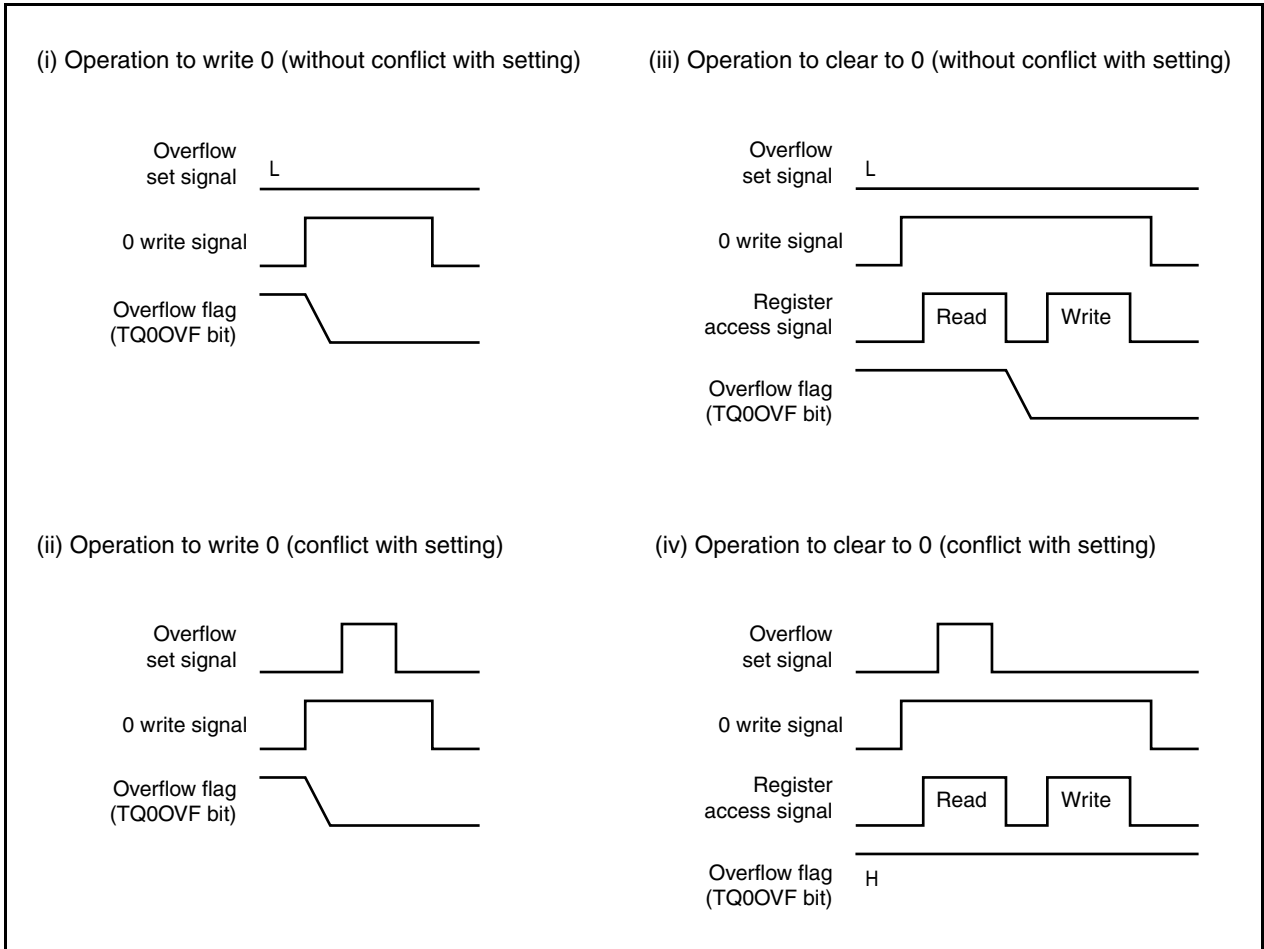 (i) Operation to write 0 (without conflict with setting)
Overflow
set signal
L
0 write signal
Overflow flag
(TQ0OVF bit)
(iii) Operation to clear to 0 (without conflict with setting)
Overflow
set signal
L
0 write signal
Register
access signal
Read
Write
Overflow flag
(TQ0OVF bit)
(ii) Operation to write 0 (conflict with setting)
Overflow
set signal
0 write signal
Overflow flag
(TQ0OVF bit)
(iv) Operation to clear to 0 (conflict with setting)
Overflow
set signal
0 write signal
Register
access signal
Read
Write
Overflow flag
(TQ0OVF bit)
H